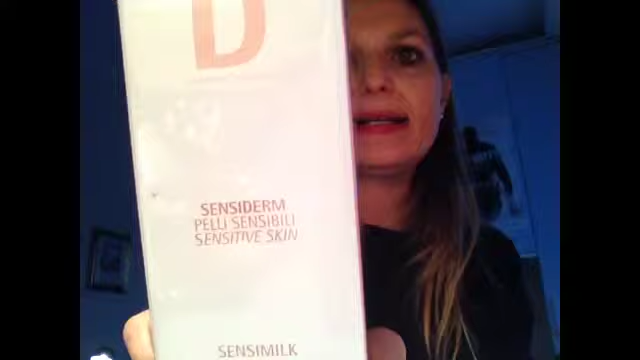 D
SENSIDERM
PELLI SENSIBILI
SENSITIVE SKIN
SENSIMILK